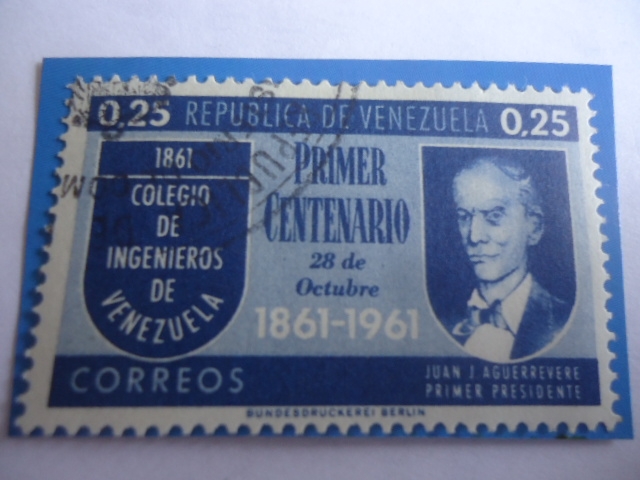 0,25 REPUBLICA DE VENEZUELA 0,25
1861
COLEGIO
DE
INGENIEROS
DE
VENEZUELA
PRIMER
CENTENARIO
28 de
Octubre
1861-1961
CORREOS
JUAN J AGUERREVERE
PRIMER PRESIDENTE
BUNDESDRUCKEREI BERLIN